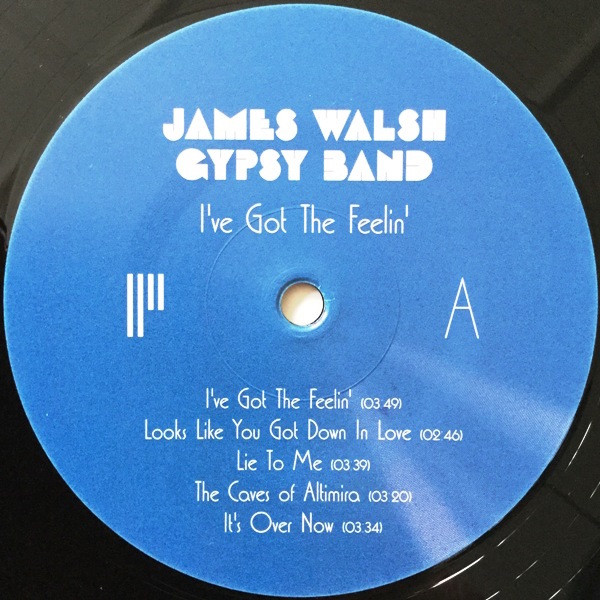 JAMES WALSH
GYPSY BAND
I've Got The Feelin'
A
I've Got The Feelin' (03 49)
Looks Like You Got Down In Love (02 46)
Lie To Me (03 39)
The Caves of Altimira (03 20)
It's Over Now (03 34)